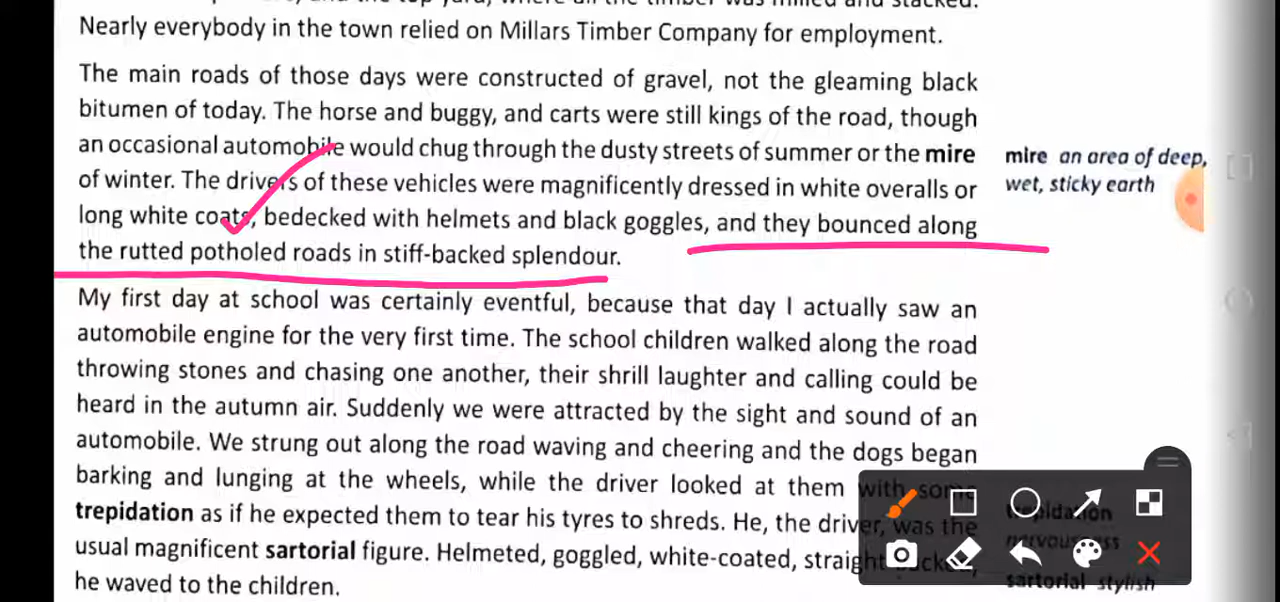 Nearly everybody in the town relied on Millars Timber Company for employment.
The main roads of those days were constructed of gravel, not the gleaming black
bitumen of today. The horse and buggy, and carts were still kings of the road, though
an occasional automobile would chug through the dusty streets of summer or the mire
of winter. The drivers of these vehicles were magnificently dressed in white overalls or
long white coats, bedecked with helmets and black goggles, and they bounced along
the rutted potholed roads in stiff-backed splendour.
mire an area of deep,
wet, sticky earth
My first day at school was certainly eventful, because that day I actually saw an
automobile engine for the very first time. The school children walked along the road
throwing stones and chasing one another, their shrill laughter and calling could be
heard in the autumn air. Suddenly we were attracted by the sight and sound of an
automobile. We strung out along the road waving and cheering and the dogs began
barking and lunging at the wheels, while the driver looked at them with some
trepidation as if he expected them to tear his tyres to shreds. He, the driver, was the
usual magnificent sartorial figure. Helmeted, goggled, white-coated, straight backed,
he waved to the children.
trepidation
nervousness
sartorial stylish